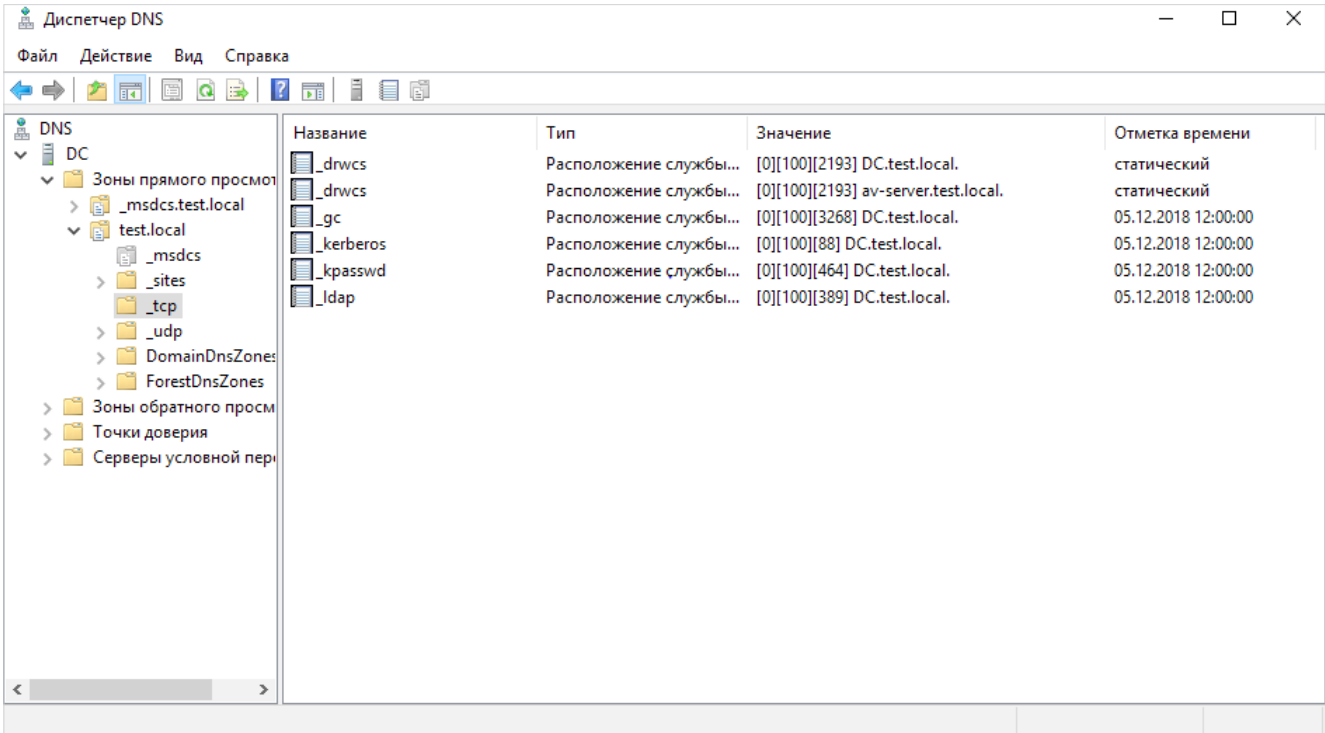 Диспетчер DNS
Файл Действие Вид Справка
DNS
DC
Зоны прямого просмот
_msdcs.test.local
test.local
_msdcs
_sites
_tcp
_udp
DomainDnsZones
ForestDnsZones
Зоны обратного просм
Точки доверия
Серверы условной пере
Название Тип Значение Отметка времени
_drwcs Расположение службы... [0][100][2193] DC.test.local. статический
_drwcs Расположение службы... [0][100][2193] av-server.test.local. статический
_gc Расположение службы... [0][100][3268] DC.test.local. 05.12.2018 12:00:00
_kerberos Расположение службы... [0][100][88] DC.test.local. 05.12.2018 12:00:00
_kpasswd Расположение службы... [0][100][464] DC.test.local. 05.12.2018 12:00:00
_ldap Расположение службы... [0][100][389] DC.test.local. 05.12.2018 12:00:00